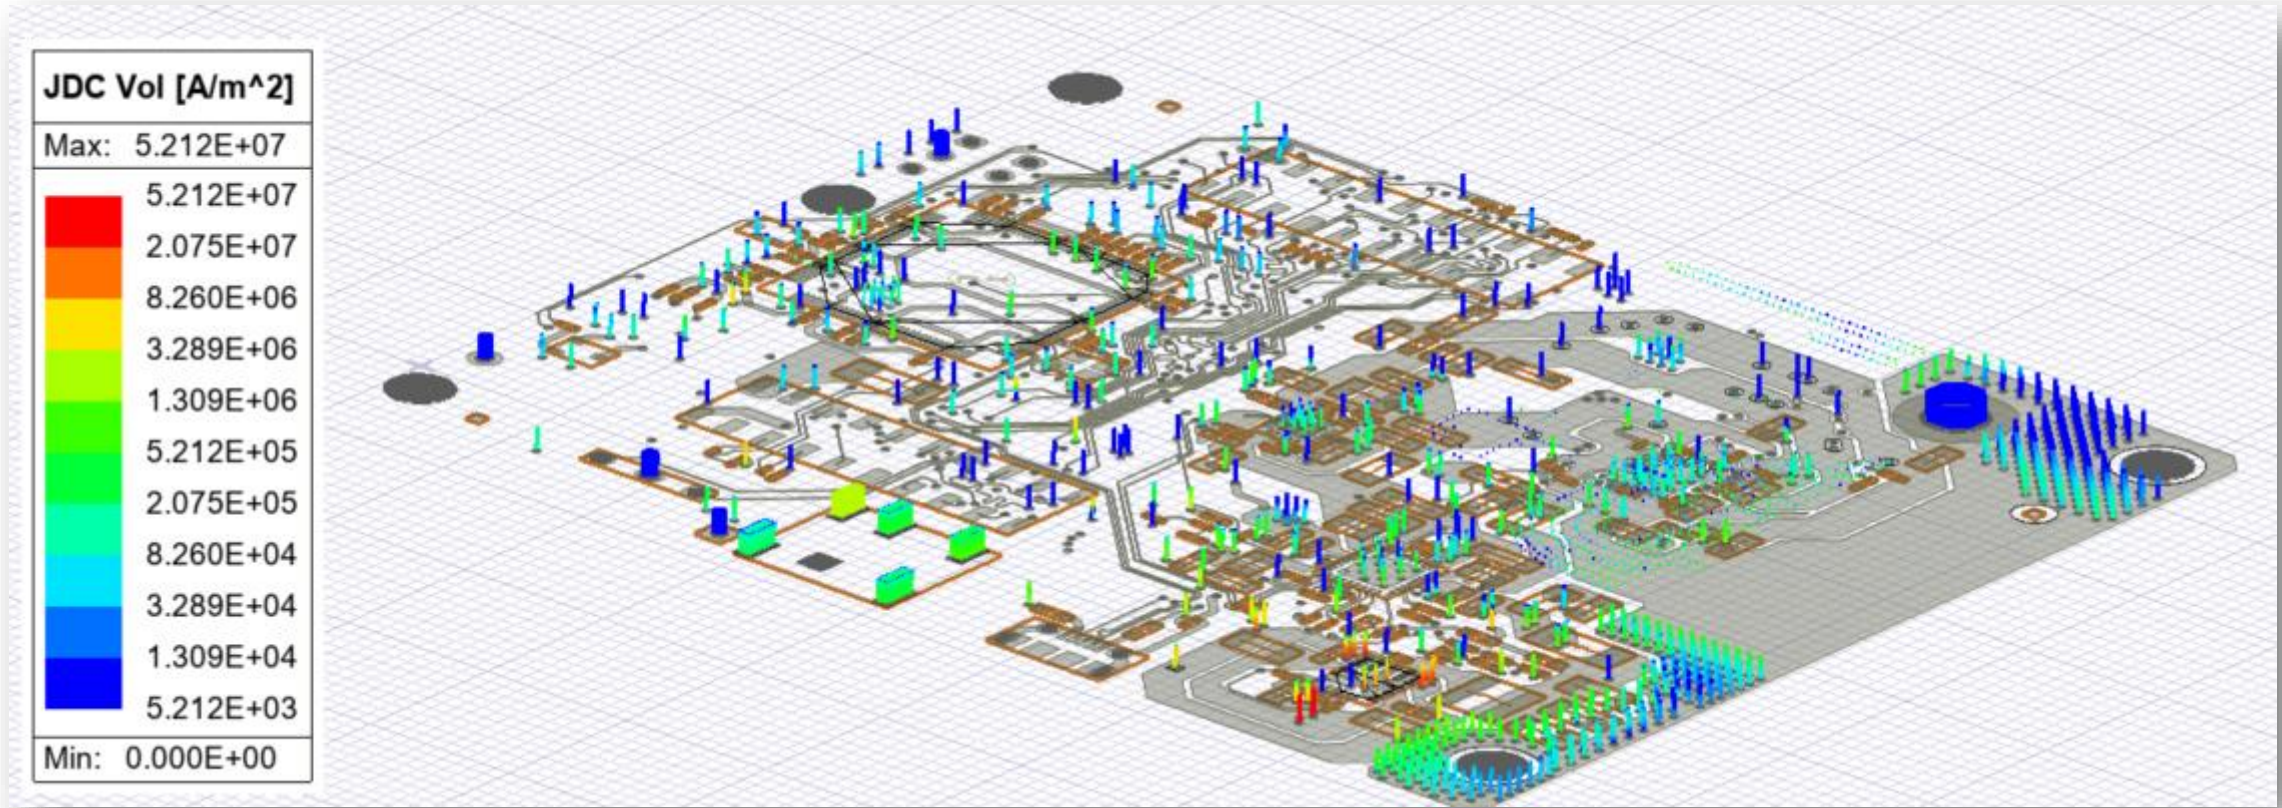 JDC Vol [A/m^2]
Max: 5.212E+07
5.212E+07
2.075E+07
8.260E+06
3.289E+06
1.309E+06
5.212E+05
2.075E+05
8.260E+04
3.289E+04
1.309E+04
5.212E+03
Min: 0.000E+00